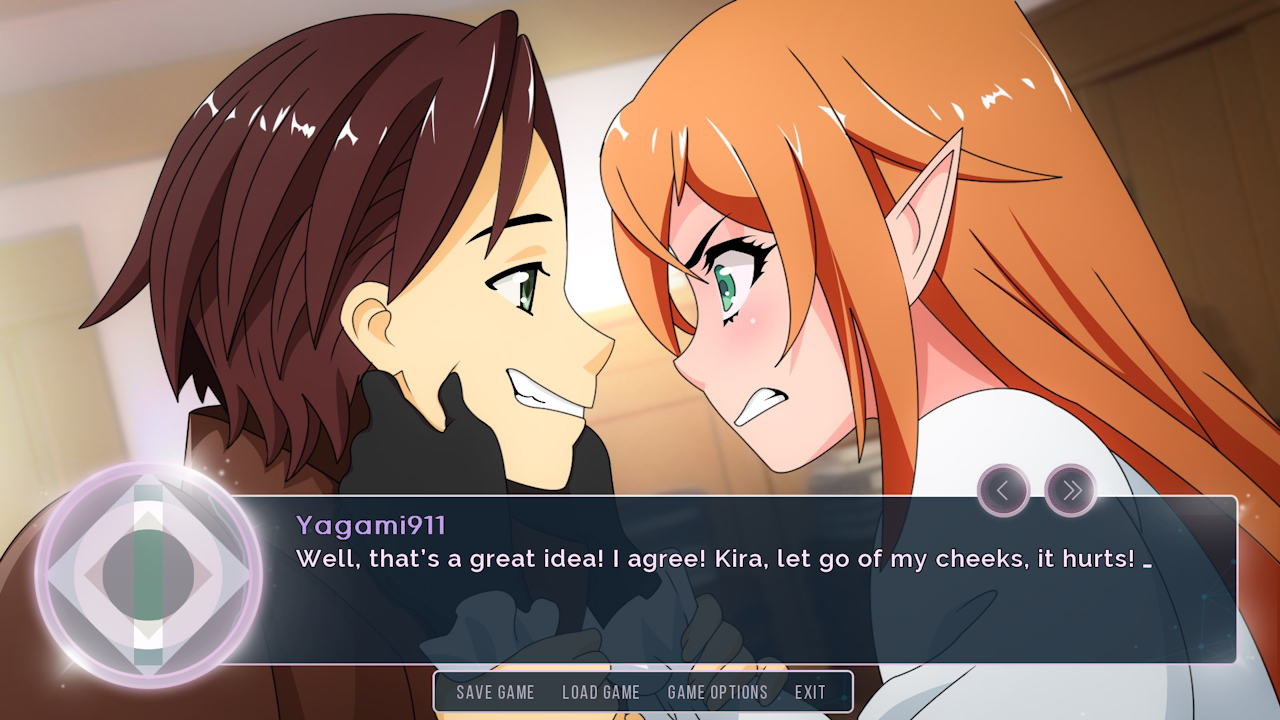 Yagami911
Well, that's a great idea! I agree! Kira, let go of my cheeks, it hurts! _
SAVE GAME LOAD GAME GAME OPTIONS EXIT